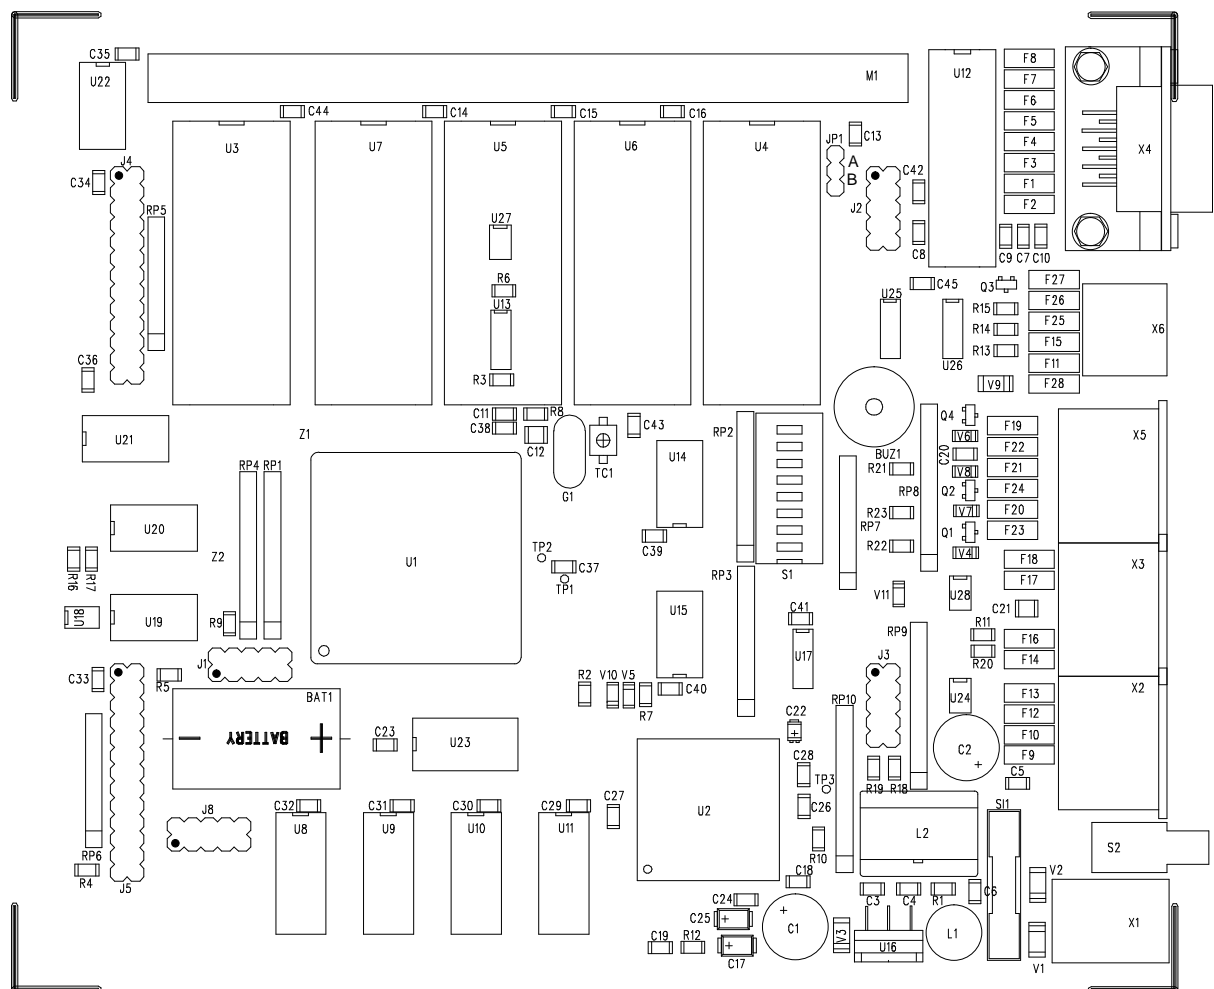 C35
U22
M1
U12
F8
F7
F6
F5
F4
F3
F1
F2
X4
C44
C14
C15
C16
C13
U3
U7
U5
U6
U4
JP1
A
B
J4
C34
RP5
J2
C42
C8
C9
C7
C10
U27
R6
U13
R3
C45
Q3
U25
U26
R15
R14
R13
V9
F27
F26
F25
F15
F11
F28
X6
C36
U21
Z1
C11
C38
R8
C12
G1
TC1
C43
RP2
BUZ1
Q4
V6
C20
V8
Q2
V7
Q1
V4
F19
F22
F21
F24
F20
F23
X5
RP4
RP1
U14
R21
RP8
R23
R22
RP7
S1
C39
U20
Z2
U1
TP2
C37
TP1
RP3
R16
R17
U18
U19
R9
U15
C41
U17
V11
U28
F18
F17
X3
C21
R11
R20
RP9
F16
F14
J1
C33
R5
BAT1
BATTERY
J3
R2
V10
V5
R7
C40
U24
F13
F12
F10
F9
X2
C22
RP10
C2
C23
U23
C28
TP3
R19
R18
C5
SI1
C32
C31
C30
C29
C27
C26
J8
U8
U9
U10
U11
U2
L2
S2
RP6
R4
J5
R10
C18
C3
C4
R1
C6
V2
C24
C25
C1
V3
U16
L1
X1
C19
R12
C17
V1